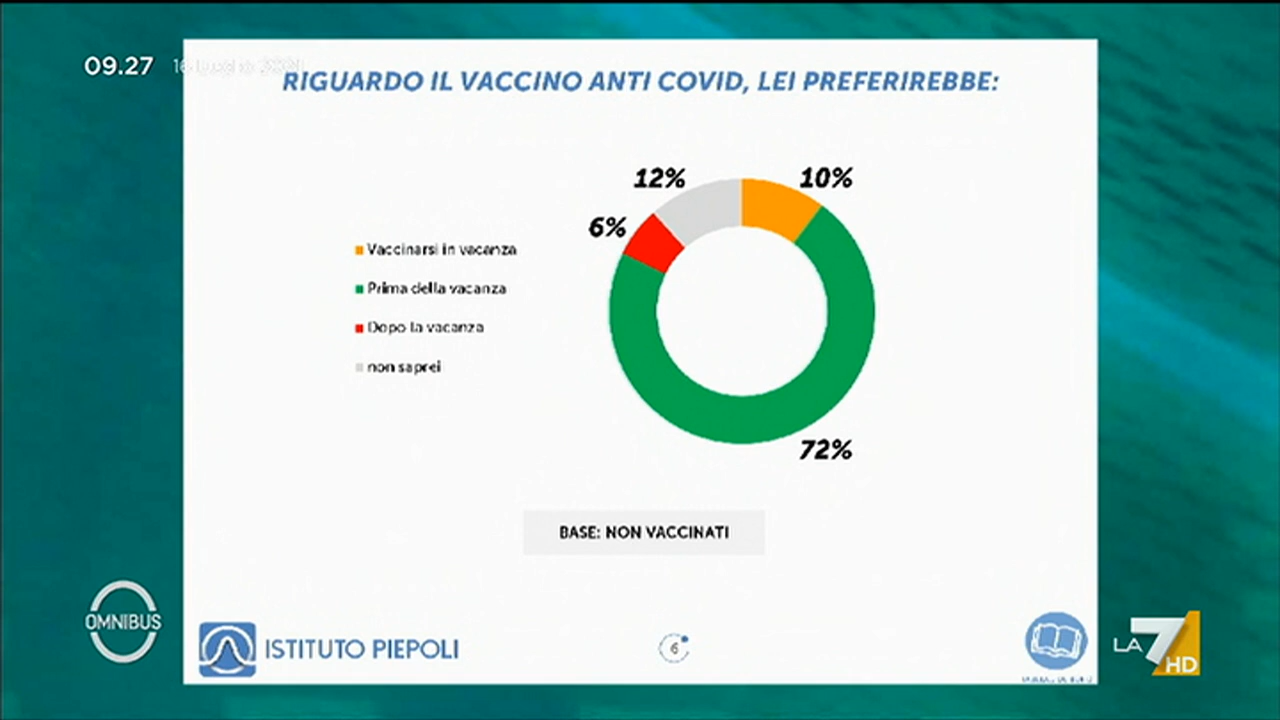 09.27
RIGUARDO IL VACCINO ANTI COVID, LEI PREFERIREBBE:
12%
10%
6%
Vaccinarsi in vacanza
Prima della vacanza
Dopo la vacanza
non saprei
72%
BASE: NON VACCINATI
OMNIBUS
ISTITUTO PIEPOLI
6
LA7
HD